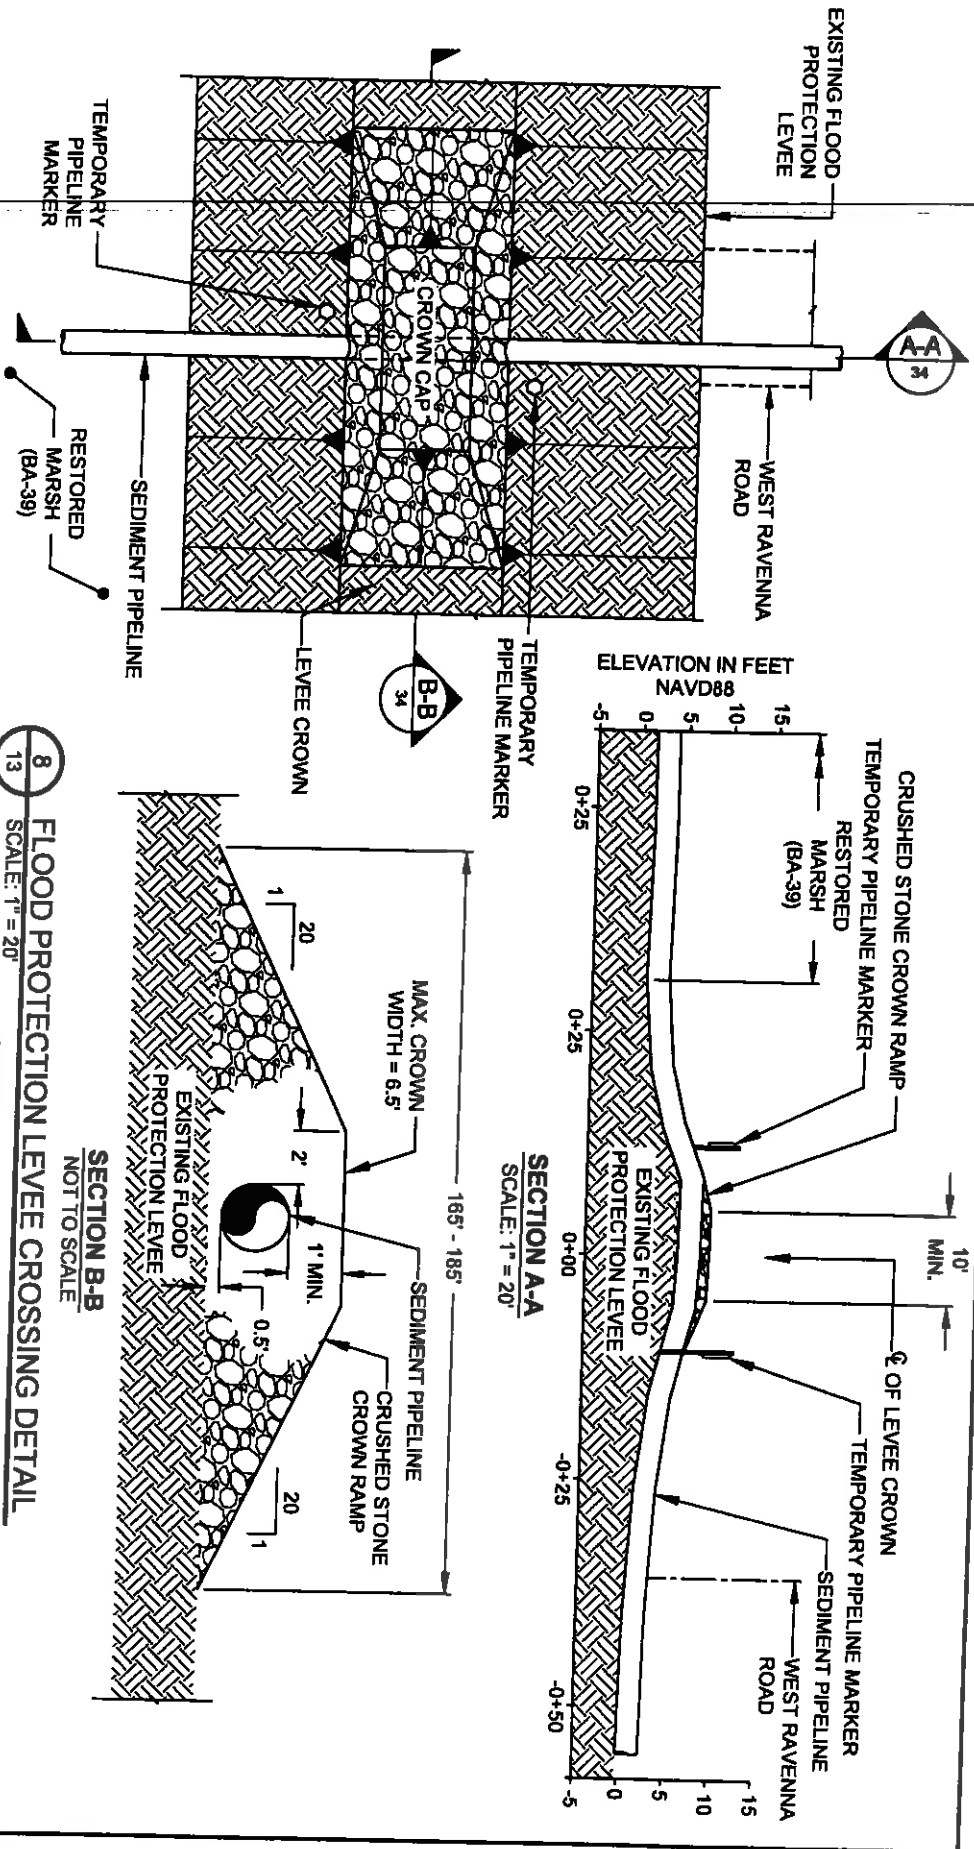 EXISTING FLOOD
PROTECTION
LEVEE
A-A
34
WEST RAVENNA
ROAD
CROWN CAP
TEMPORARY
PIPELINE
MARKER
TEMPORARY
PIPELINE MARKER
SEDIMENT PIPELINE
RESTORED
MARSH
(BA-39)
LEVEE CROWN
B-B
34
ELEVATION IN FEET
NAVD88
15
10
5
0
-5
CRUSHED STONE CROWN RAMP
TEMPORARY PIPELINE MARKER
RESTORED
MARSH
(BA-39)
10'
MIN.
℄ OF LEVEE CROWN
TEMPORARY PIPELINE MARKER
SEDIMENT PIPELINE
WEST RAVENNA
ROAD
EXISTING FLOOD
PROTECTION LEVEE
15
10
5
0
-5
0+25
0+25
0+00
-0+25
-0+50
SECTION A-A
SCALE: 1" = 20'
165' - 185'
MAX. CROWN
WIDTH = 6.5'
SEDIMENT PIPELINE
CRUSHED STONE
CROWN RAMP
20
1
2'
1' MIN.
0.5'
20
1
EXISTING FLOOD
PROTECTION LEVEE
SECTION B-B
NOT TO SCALE
8
13
FLOOD PROTECTION LEVEE CROSSING DETAIL
SCALE: 1" = 20'